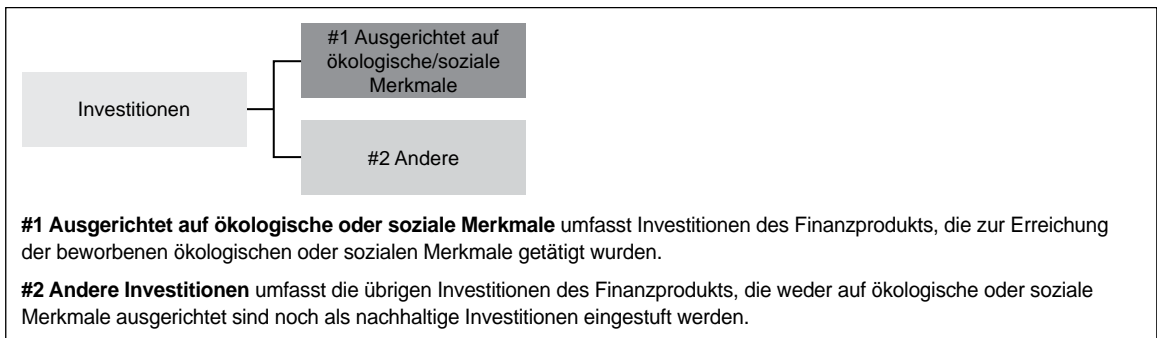 #1 Ausgerichtet auf
ökologische/soziale
Merkmale
Investitionen
#2 Andere
#1 Ausgerichtet auf ökologische oder soziale Merkmale umfasst Investitionen des Finanzprodukts, die zur Erreichung
der beworbenen ökologischen oder sozialen Merkmale getätigt wurden.
#2 Andere Investitionen umfasst die übrigen Investitionen des Finanzprodukts, die weder auf ökologische oder soziale
Merkmale ausgerichtet sind noch als nachhaltige Investitionen eingestuft werden.